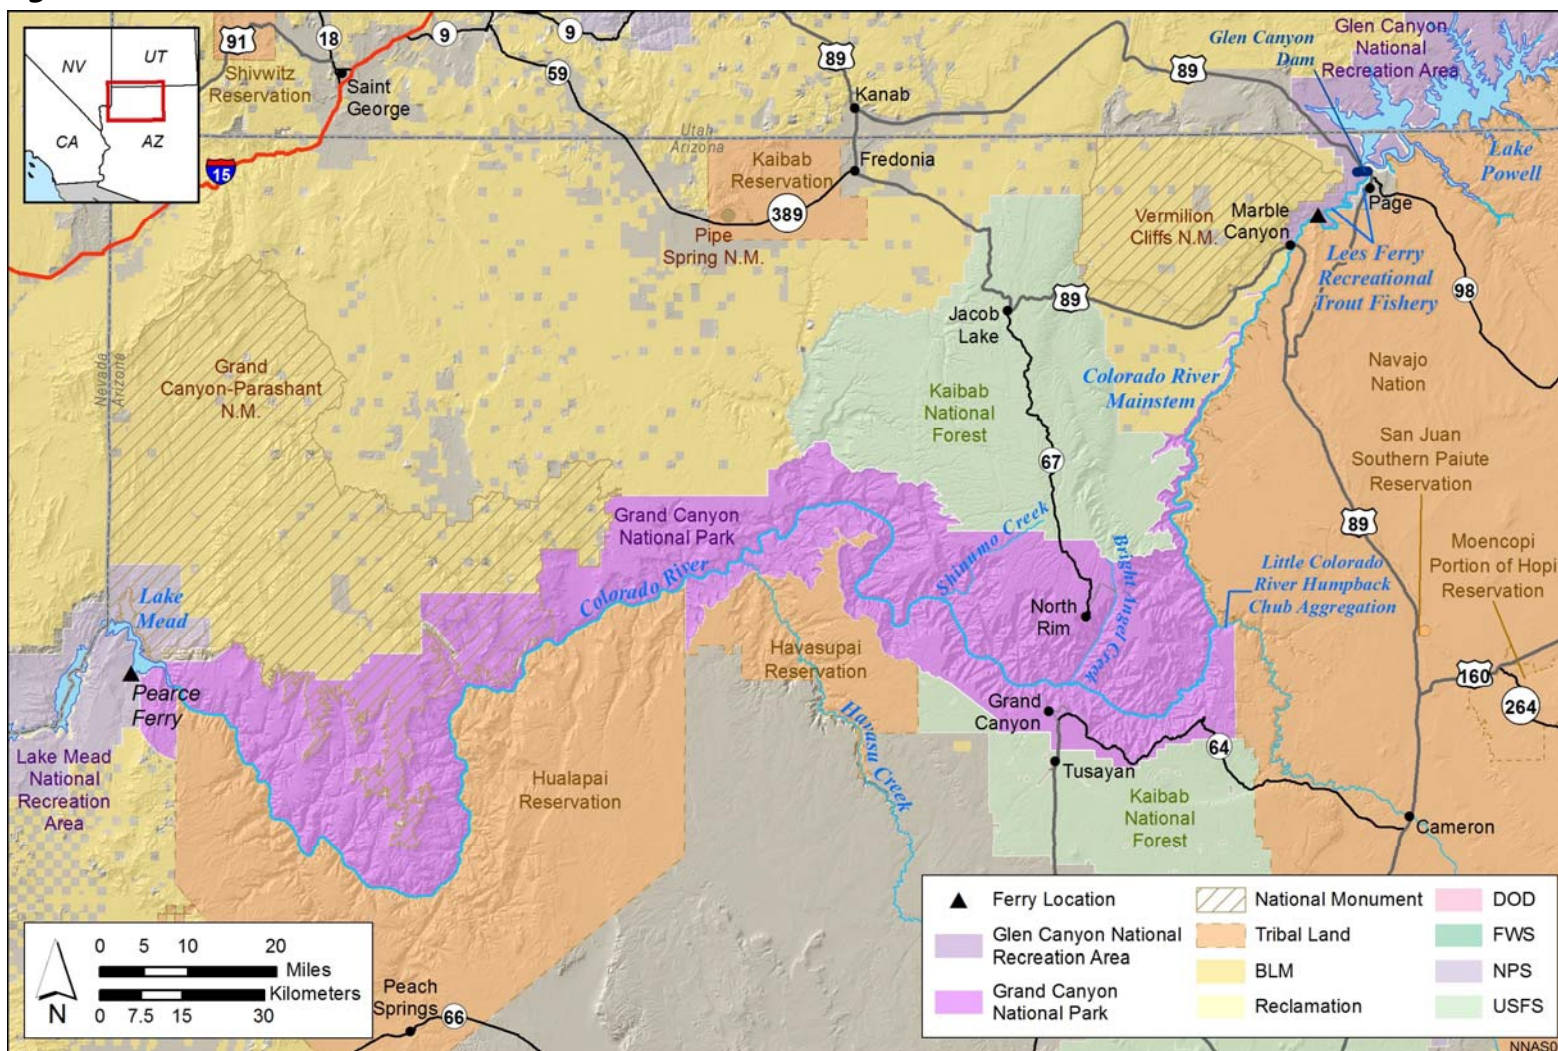 91
18
9
9
59
89
89
Glen Canyon
Dam
Glen Canyon
National
Recreation Area
NV
UT
CA
AZ
Shivwitz
Reservation
Saint
George
Kanab
Utah
Arizona
15
Kaibab
Reservation
Fredonia
389
Pipe
Spring N.M.
Lake
Powell
Page
Vermilion
Cliffs N.M.
Marble
Canyon
Lees Ferry
Recreational
Trout Fishery
98
89
Jacob
Lake
Nevada
Arizona
Grand
Canyon-Parashant
N.M.
Kaibab
National
Forest
Colorado River
Mainstem
Navajo
Nation
67
San Juan
Southern Paiute
Reservation
89
Grand Canyon
National Park
Colorado River
Shinumo Creek
Bright Angel Creek
North
Rim
Little Colorado
River Humpback
Chub Aggregation
Moencopi
Portion of Hopi
Reservation
Lake
Mead
Pearce
Ferry
Havasupai
Reservation
Havasu Creek
Grand
Canyon
160
264
64
Tusayan
Lake Mead
National
Recreation
Area
Hualapai
Reservation
Kaibab
National
Forest
Cameron
Peach
Springs
66
N
0 5 10 20
Miles
Kilometers
0 7.5 15 30
Ferry Location
Glen Canyon National
Recreation Area
Grand Canyon
National Park
National Monument
Tribal Land
BLM
Reclamation
DOD
FWS
NPS
USFS